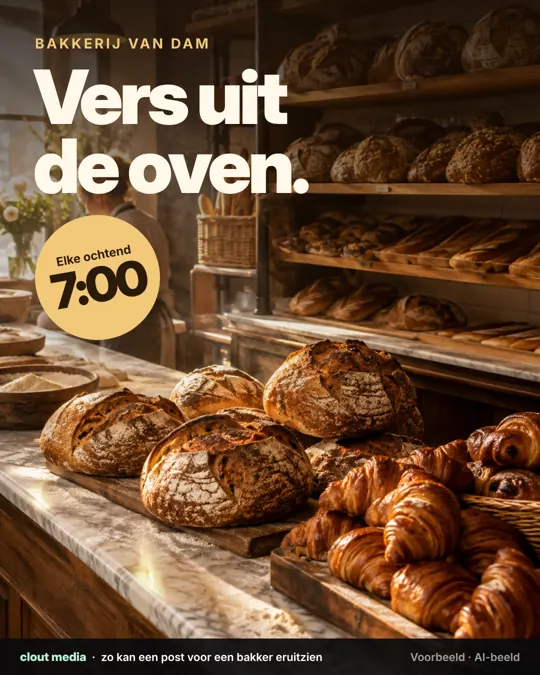 BAKKERIJ VAN DAM
Vers uit
de oven.
Elke ochtend
7:00
clout media · zo kan een post voor een bakker eruitzien
Voorbeeld · AI-beeld